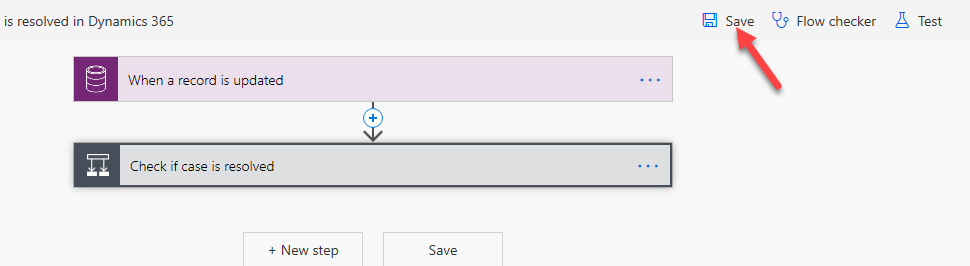 is resolved in Dynamics 365
Save
Flow checker
Test
When a record is updated
...
Check if case is resolved
...
+ New step
Save